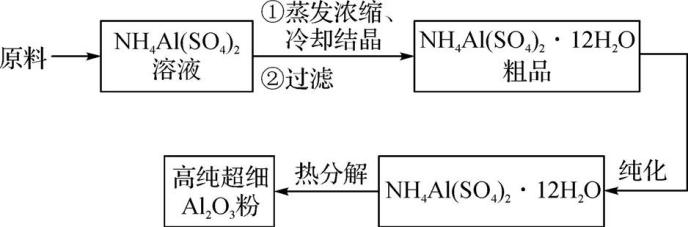 原料
NH₄Al(SO₄)₂
溶液
①蒸发浓缩、
冷却结晶
②过滤
NH₄Al(SO₄)₂·12H₂O
粗品
纯化
NH₄Al(SO₄)₂·12H₂O
热分解
高纯超细
Al₂O₃粉